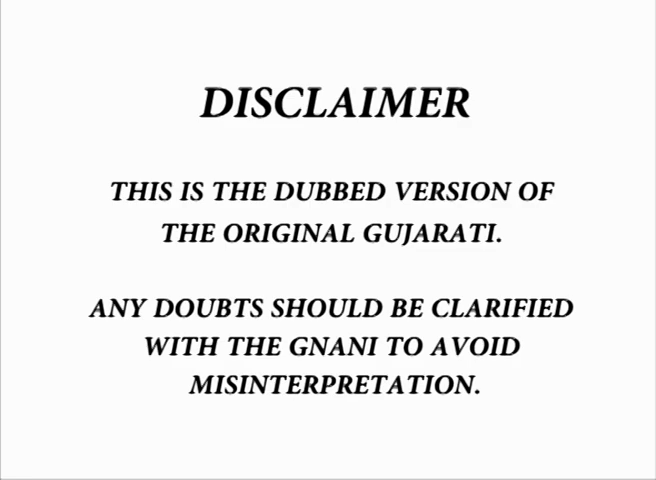 DISCLAIMER
THIS IS THE DUBBED VERSION OF
THE ORIGINAL GUJARATI.
ANY DOUBTS SHOULD BE CLARIFIED
WITH THE GNANI TO AVOID
MISINTERPRETATION.